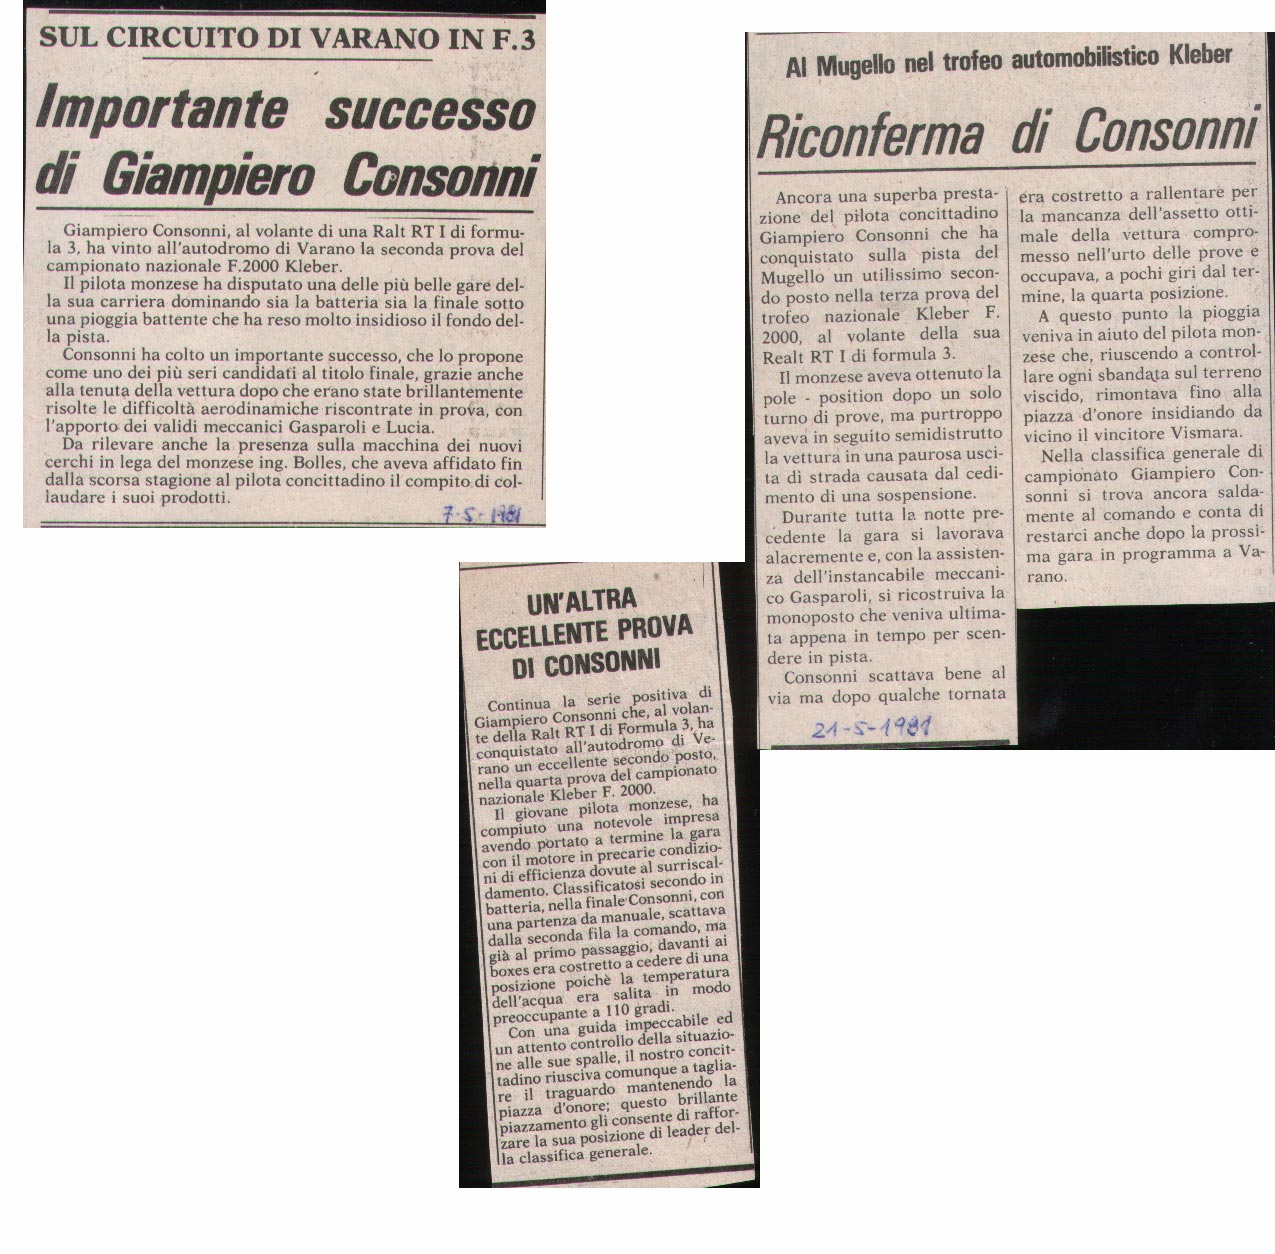 SUL CIRCUITO DI VARANO IN F.3
Importante successo
di Giampiero Consonni
Giampiero Consonni, al volante di una Ralt RT I di formu-
la 3, ha vinto all'autodromo di Varano la seconda prova del
campionato nazionale F.2000 Kleber.
Il pilota monzese ha disputato una delle più belle gare del-
la sua carriera dominando sia la batteria sia la finale sotto
una pioggia battente che ha reso molto insidioso il fondo del-
la pista.
Consonni ha colto un importante successo, che lo propone
come uno dei più seri candidati al titolo finale, grazie anche
alla tenuta della vettura dopo che erano state brillantemente
risolte le difficoltà aerodinamiche riscontrate in prova, con
l'apporto dei validi meccanici Gasparoli e Lucia.
Da rilevare anche la presenza sulla macchina dei nuovi
cerchi in lega del monzese ing. Bolles, che aveva affidato fin
dalla scorsa stagione al pilota concittadino il compito di col-
laudare i suoi prodotti.
7-5-1981
Al Mugello nel trofeo automobilistico Kleber
Riconferma di Consonni
Ancora una superba presta-
zione del pilota concittadino
Giampiero Consonni che ha
conquistato sulla pista del
Mugello un utilissimo secon-
do posto nella terza prova del
trofeo nazionale Kleber F.
2000, al volante della sua
Realt RT I di formula 3.
Il monzese aveva ottenuto la
pole - position dopo un solo
turno di prove, ma purtroppo
aveva in seguito semidistrutto
la vettura in una paurosa usci-
ta di strada causata dal cedi-
mento di una sospensione.
Durante tutta la notte pre-
cedente la gara si lavorava
alacremente e, con la assisten-
za dell'instancabile meccani-
co Gasparoli, si ricostruiva la
monoposto che veniva ultima-
ta appena in tempo per scen-
dere in pista.
Consonni scattava bene al
via ma dopo qualche tornata
era costretto a rallentare per
la mancanza dell'assetto otti-
male della vettura compro-
messo nell'urto delle prove e
occupava, a pochi giri dal ter-
mine, la quarta posizione.
A questo punto la pioggia
veniva in aiuto del pilota mon-
zese che, riuscendo a control-
lare ogni sbandata sul terreno
viscido, rimontava fino alla
piazza d'onore insidiando da
vicino il vincitore Vismara.
Nella classifica generale di
campionato Giampiero Con-
sonni si trova ancora salda-
mente al comando e conta di
restarci anche dopo la prossi-
ma gara in programma a Va-
rano.
21-5-1981
UN'ALTRA
ECCELLENTE PROVA
DI CONSONNI
Continua la serie positiva di
Giampiero Consonni che, al volan-
te della Ralt RT I di Formula 3, ha
conquistato all'autodromo di Ve-
rano un eccellente secondo posto,
nella quarta prova del campionato
nazionale Kleber F. 2000.
Il giovane pilota monzese, ha
compiuto una notevole impresa
avendo portato a termine la gara
con il motore in precarie condizio-
ni di efficienza dovute al surriscal-
damento. Classificatosi secondo in
batteria, nella finale Consonni, con
una partenza da manuale, scattava
dalla seconda fila la comando, ma
già al primo passaggio, davanti ai
boxes era costretto a cedere di una
posizione poichè la temperatura
dell'acqua era salita in modo
preoccupante a 110 gradi.
Con una guida impeccabile ed
un attento controllo della situazio-
ne alle sue spalle, il nostro concit-
tadino riusciva comunque a taglia-
re il traguardo mantenendo la
piazza d'onore; questo brillante
piazzamento gli consente di raffor-
zare la sua posizione di leader del-
la classifica generale.